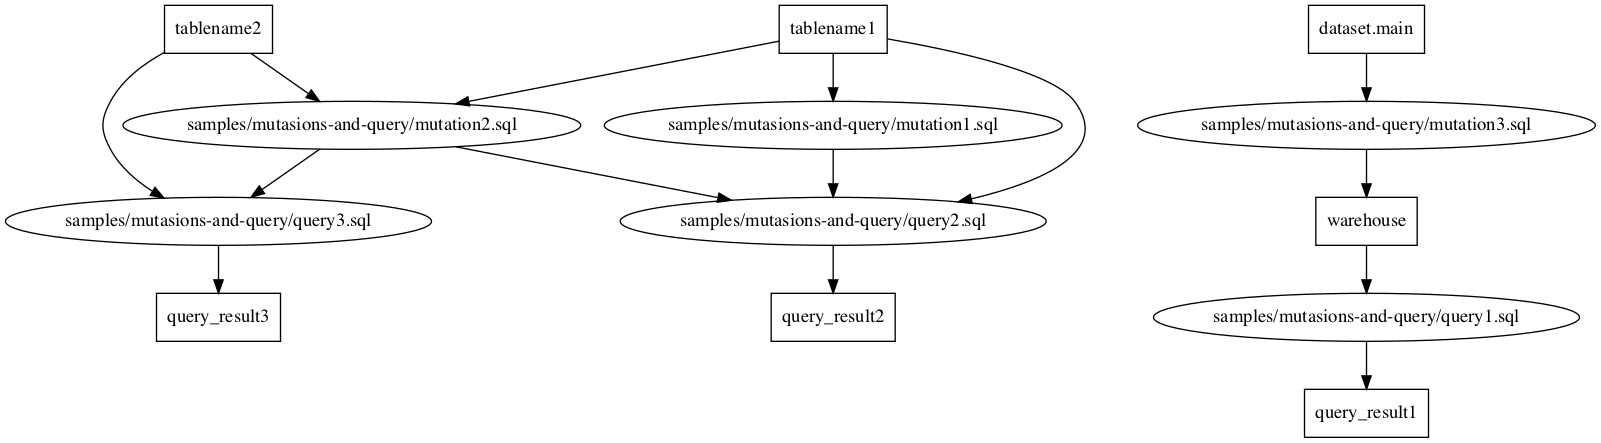 tablename2
tablename1
dataset.main
samples/mutasions-and-query/mutation2.sql
samples/mutasions-and-query/mutation1.sql
samples/mutasions-and-query/mutation3.sql
samples/mutasions-and-query/query3.sql
samples/mutasions-and-query/query2.sql
warehouse
query_result3
query_result2
samples/mutasions-and-query/query1.sql
query_result1